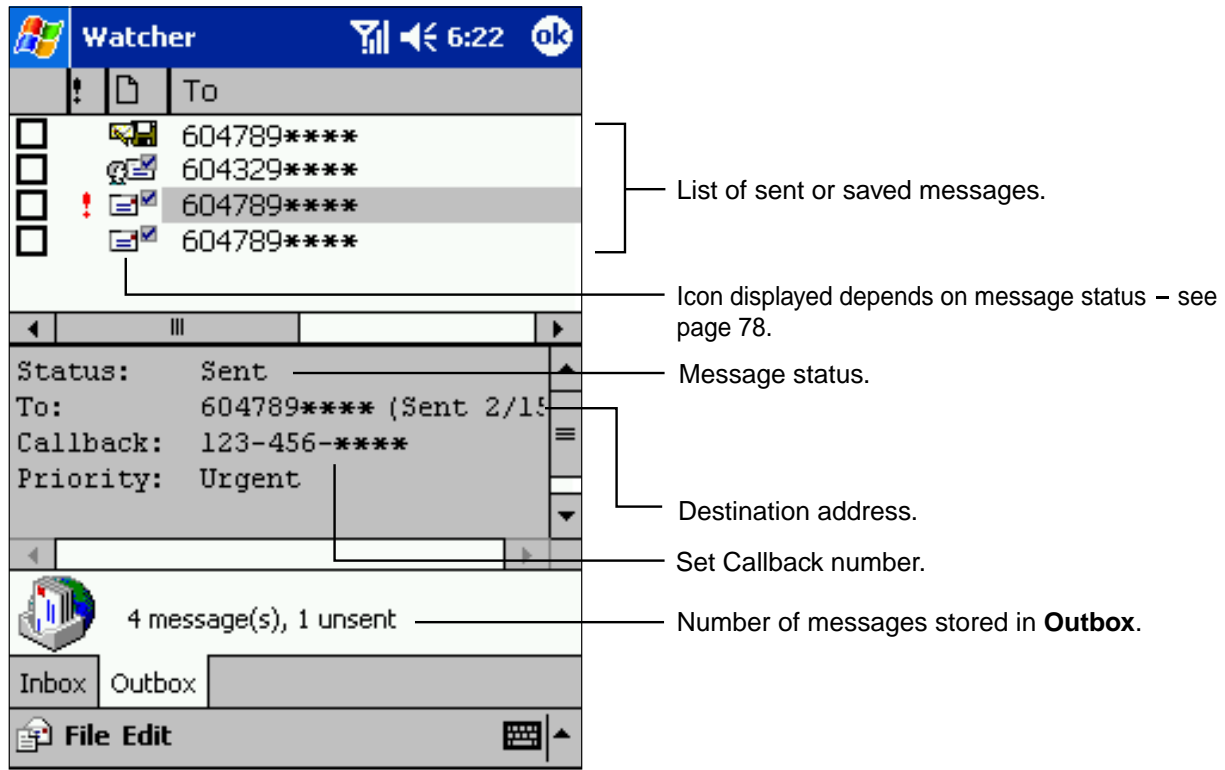 Watcher 6:22 ok
! To
604789****
604329****
! 604789****
604789****
List of sent or saved messages.
Icon displayed depends on message status – see
page 78.
Status: Sent
Message status.
To: 604789**** (Sent 2/15
Callback: 123-456-****
Priority: Urgent
Destination address.
Set Callback number.
4 message(s), 1 unsent
Number of messages stored in Outbox.
Inbox Outbox
File Edit